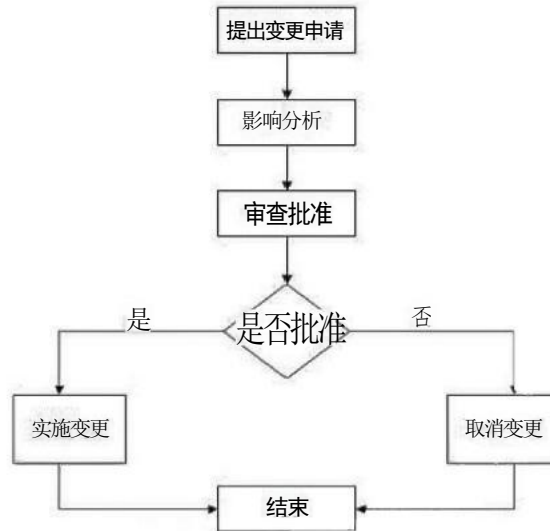 提出变更申请
影响分析
审查批准
是否批准
是
否
实施变更
取消变更
结束